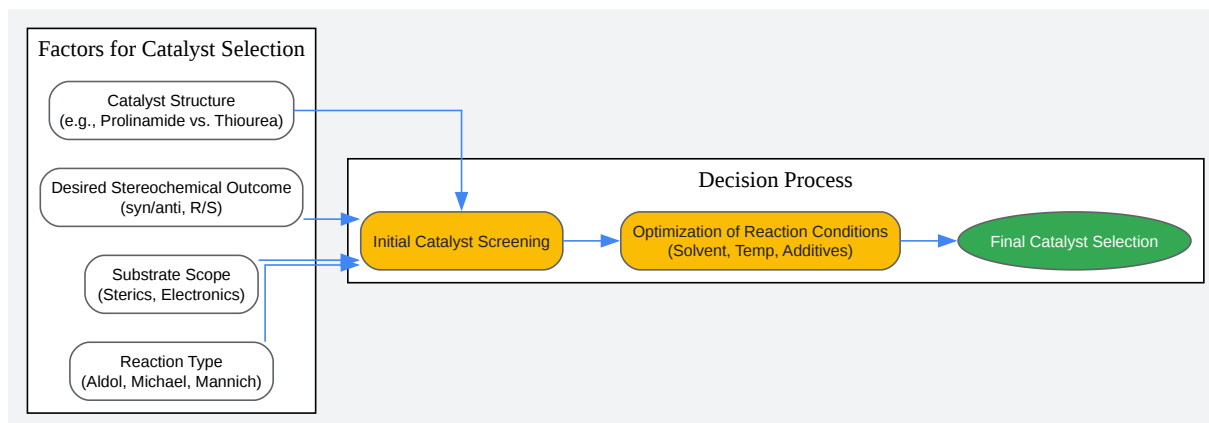 Factors for Catalyst Selection
Catalyst Structure
(e.g., Prolinamide vs. Thiourea)
Desired Stereochemical Outcome
(syn/anti, R/S)
Substrate Scope
(Sterics, Electronics)
Reaction Type
(Aldol, Michael, Mannich)
Decision Process
Initial Catalyst Screening
Optimization of Reaction Conditions
(Solvent, Temp, Additives)
Final Catalyst Selection